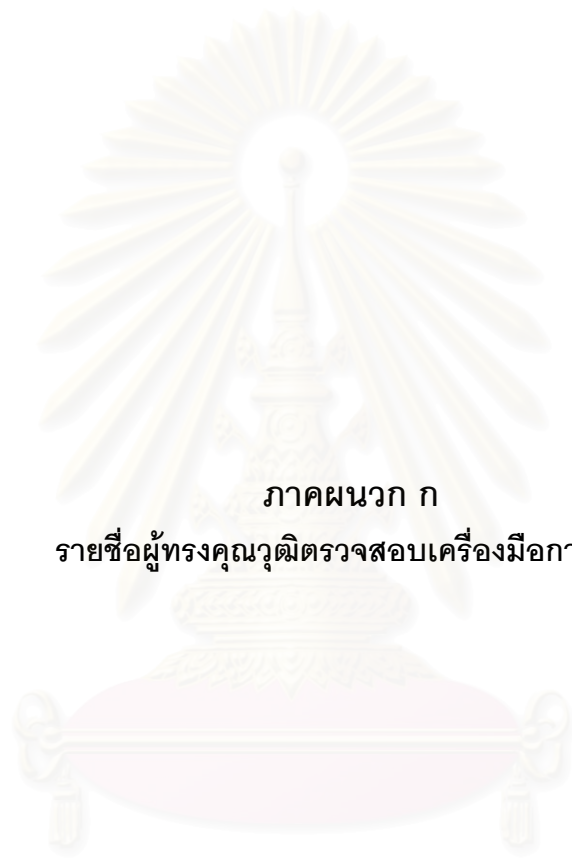 ภาคผนวก ก
รายชื่อผู้ทรงคุณวุฒิตรวจสอบเครื่องมือกา